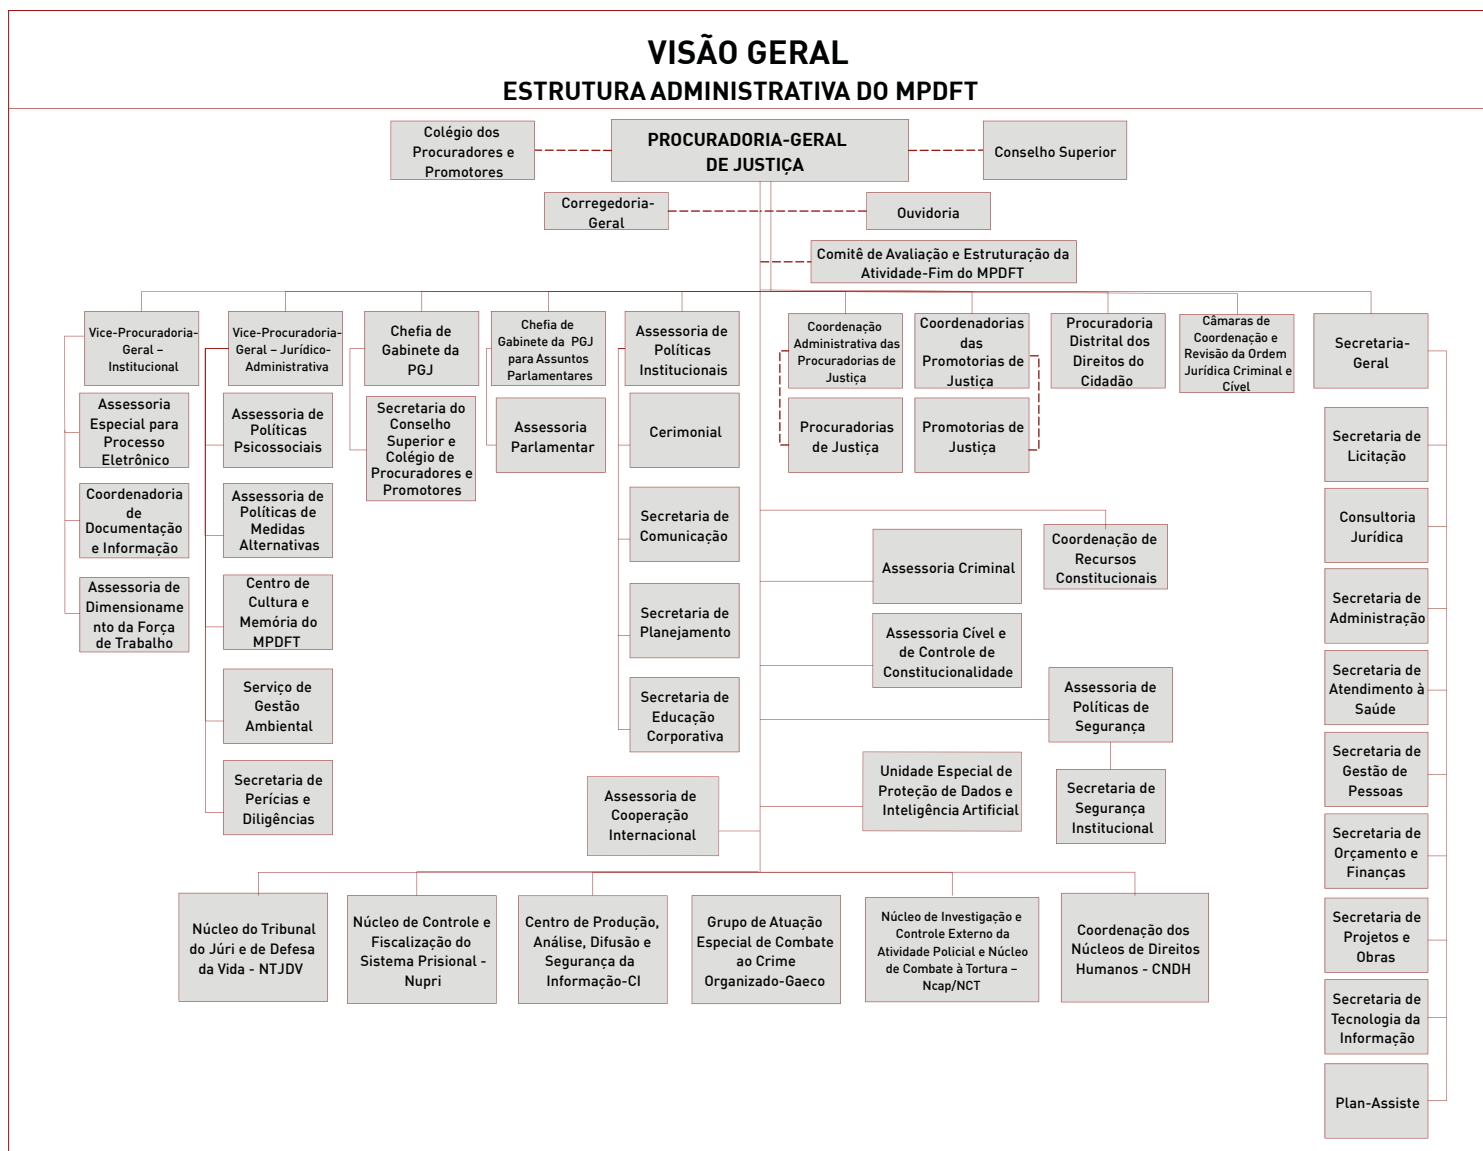 VISÃO GERAL
ESTRUTURA ADMINISTRATIVA DO MPDFT
Colégio dos
Procuradores e
Promotores
PROCURADORIA-GERAL
DE JUSTIÇA
Conselho Superior
Corregedoria-
Geral
Ouvidoria
Comitê de Avaliação e Estruturação da
Atividade-Fim do MPDFT
Vice-Procuradoria-
Geral – Institucional
Vice-Procuradoria-
Geral – Jurídico-
Administrativa
Chefia de
Gabinete da
PGJ
Chefia de
Gabinete da PGJ
para Assuntos
Parlamentares
Assessoria de
Políticas
Institucionais
Coordenação
Administrativa das
Procuradorias de
Justiça
Coordenadorias
das
Promotorias de
Justiça
Procuradoria
Distrital dos
Direitos do
Cidadão
Câmaras de
Coordenação e
Revisão da Ordem
Jurídica Criminal e
Cível
Secretaria-
Geral
Assessoria
Especial para
Processo
Eletrônico
Coordenadoria
de
Documentação
e Informação
Assessoria de
Dimensioname
nto da Força
de Trabalho
Assessoria de
Políticas
Psicossociais
Assessoria de
Políticas de
Medidas
Alternativas
Centro de
Cultura e
Memória do
MPDFT
Serviço de
Gestão
Ambiental
Secretaria de
Perícias e
Diligências
Secretaria do
Conselho
Superior e
Colégio de
Procuradores e
Promotores
Assessoria
Parlamentar
Cerimonial
Secretaria de
Comunicação
Secretaria de
Planejamento
Secretaria de
Educação
Corporativa
Procuradorias
de Justiça
Promotorias de
Justiça
Assessoria Criminal
Coordenação de
Recursos
Constitucionais
Assessoria Cível e
de Controle de
Constitucionalidade
Assessoria de
Políticas de
Segurança
Unidade Especial de
Proteção de Dados e
Inteligência Artificial
Secretaria de
Segurança
Institucional
Assessoria de
Cooperação
Internacional
Secretaria de
Licitação
Consultoria
Jurídica
Secretaria de
Administração
Secretaria de
Atendimento à
Saúde
Secretaria de
Gestão de
Pessoas
Secretaria de
Orçamento e
Finanças
Secretaria de
Projetos e
Obras
Secretaria de
Tecnologia da
Informação
Plan-Assiste
Núcleo do Tribunal
do Júri e de Defesa
da Vida - NTJDV
Núcleo de Controle e
Fiscalização do
Sistema Prisional -
Nupri
Centro de Produção,
Análise, Difusão e
Segurança da
Informação-CI
Grupo de Atuação
Especial de Combate
ao Crime
Organizado-Gaeco
Núcleo de Investigação e
Controle Externo da
Atividade Policial e Núcleo
de Combate à Tortura –
Ncap/NCT
Coordenação dos
Núcleos de Direitos
Humanos - CNDH